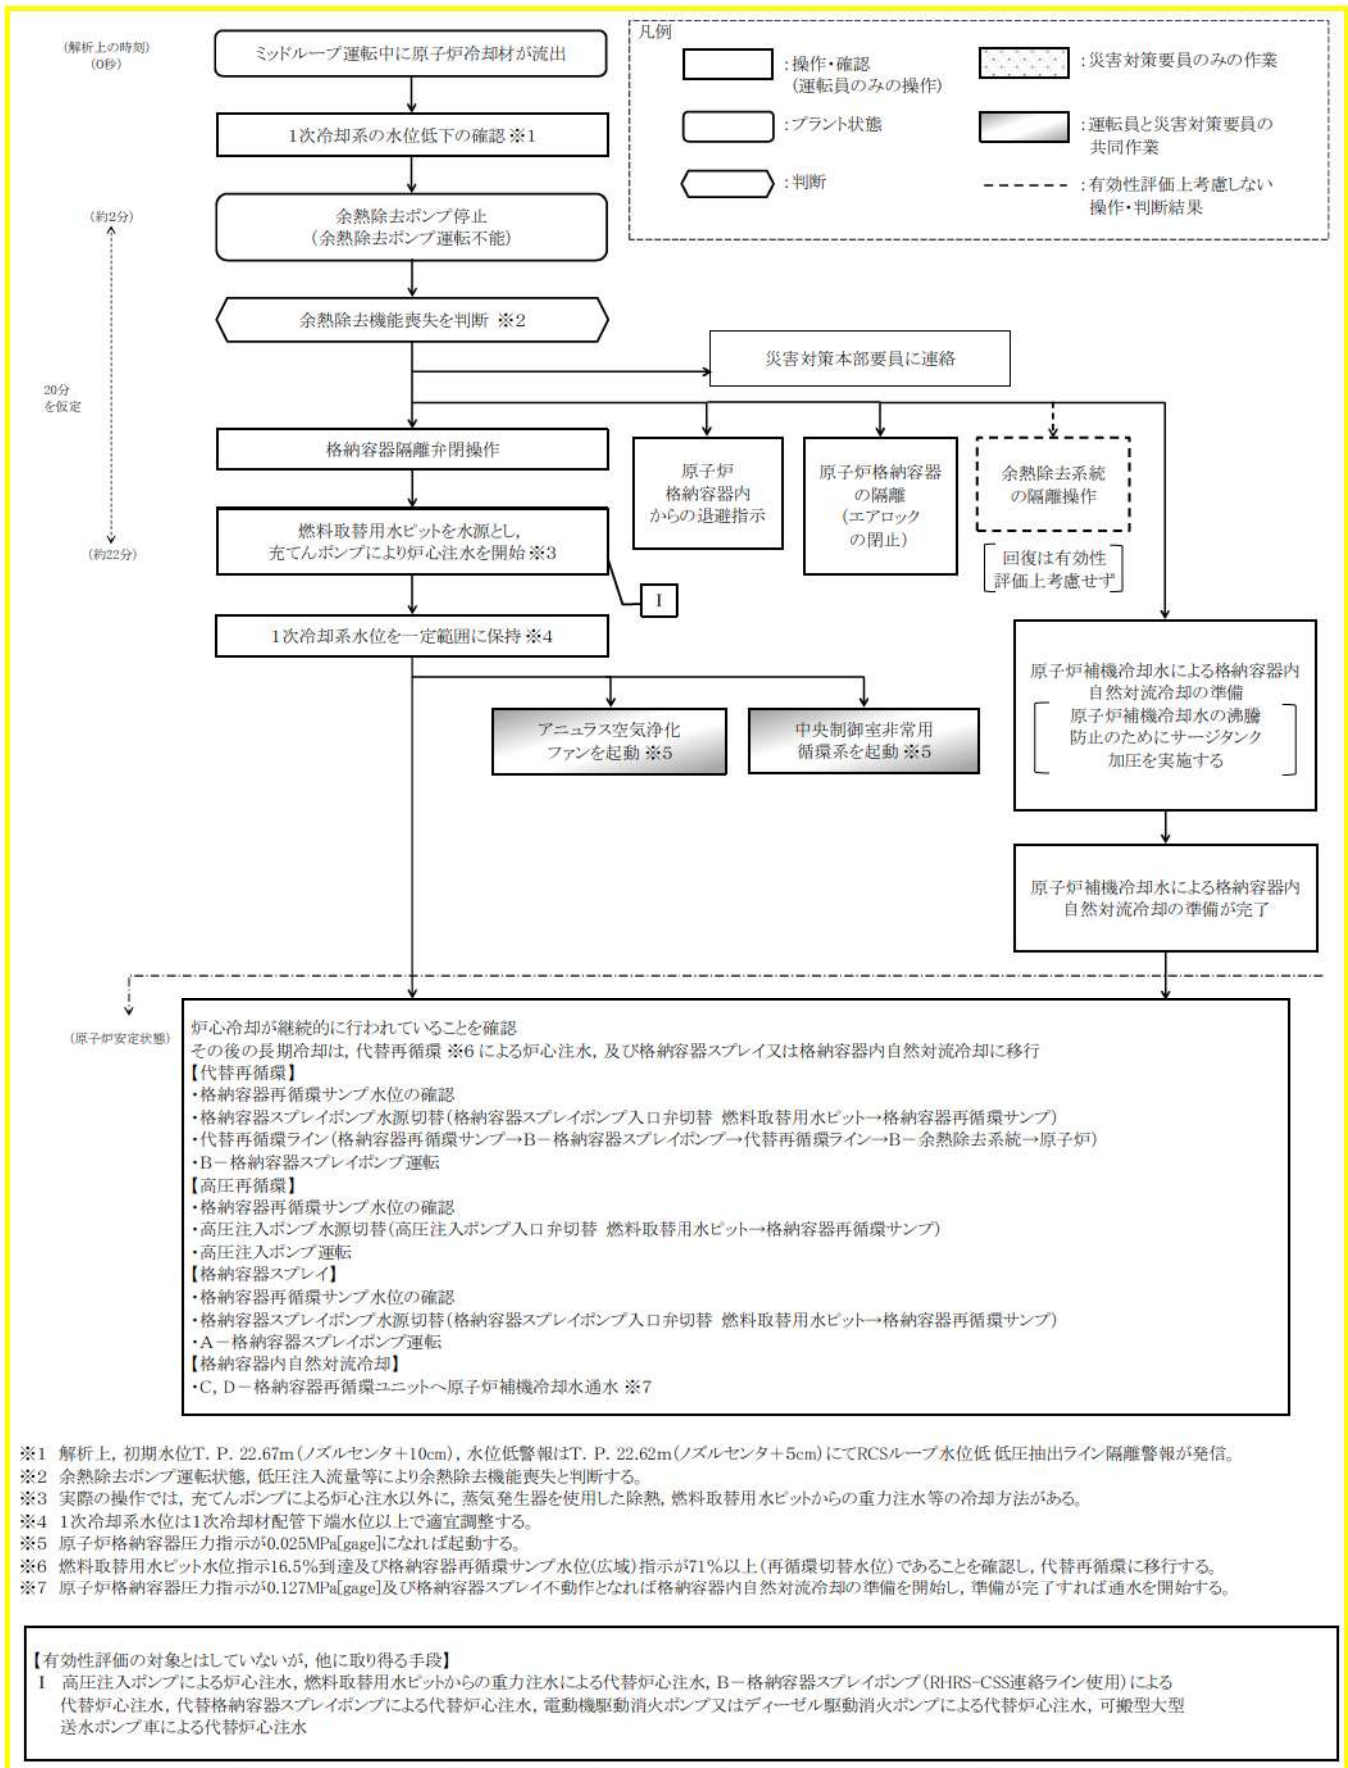 (解析上の時刻)
(0秒)
ミッドループ運転中に原子炉冷却材が流出
1次冷却系の水位低下の確認 ※1
(約2分)
余熱除去ポンプ停止
(余熱除去ポンプ運転不能)
余熱除去機能喪失を判断 ※2
凡例
:操作・確認
(運転員のみの操作)
:プラント状態
:判断
:災害対策要員のみの作業
:運転員と災害対策要員の
共同作業
:有効性評価上考慮しない
操作・判断結果
災害対策本部要員に連絡
20分
を仮定
格納容器隔離弁閉操作
原子炉
格納容器内
からの退避指示
原子炉格納容器
の隔離
(エアロック
の閉止)
余熱除去系統
の隔離操作
回復は有効性
評価上考慮せず
燃料取替用水ピットを水源とし,
充てんポンプにより炉心注水を開始 ※3
(約22分)
I
1次冷却系水位を一定範囲に保持 ※4
アニュラス空気浄化
ファンを起動 ※5
中央制御室非常用
循環系を起動 ※5
原子炉補機冷却水による格納容器内
自然対流冷却の準備
原子炉補機冷却水の沸騰
防止のためにサージタンク
加圧を実施する
原子炉補機冷却水による格納容器内
自然対流冷却の準備が完了
(原子炉安定状態)
炉心冷却が継続的に行われていることを確認
その後の長期冷却は, 代替再循環 ※6 による炉心注水, 及び格納容器スプレイ又は格納容器内自然対流冷却に移行
【代替再循環】
・格納容器再循環サンプ水位の確認
・格納容器スプレイポンプ水源切替(格納容器スプレイポンプ入口弁切替 燃料取替用水ピット→格納容器再循環サンプ)
・代替再循環ライン(格納容器再循環サンプ→B-格納容器スプレイポンプ→代替再循環ライン→B-余熱除去系統→原子炉)
・B-格納容器スプレイポンプ運転
【高圧再循環】
・格納容器再循環サンプ水位の確認
・高圧注入ポンプ水源切替(高圧注入ポンプ入口弁切替 燃料取替用水ピット→格納容器再循環サンプ)
・高圧注入ポンプ運転
【格納容器スプレイ】
・格納容器再循環サンプ水位の確認
・格納容器スプレイポンプ水源切替(格納容器スプレイポンプ入口弁切替 燃料取替用水ピット→格納容器再循環サンプ)
・A-格納容器スプレイポンプ運転
【格納容器内自然対流冷却】
・C, D-格納容器再循環ユニットへ原子炉補機冷却水通水 ※7
※1 解析上, 初期水位T. P. 22.67m(ノズルセンタ+10cm), 水位低警報はT. P. 22.62m(ノズルセンタ+5cm)にてRCSループ水位低 低圧抽出ライン隔離警報が発信。
※2 余熱除去ポンプ運転状態, 低圧注入流量等により余熱除去機能喪失と判断する。
※3 実際の操作では, 充てんポンプによる炉心注水以外に, 蒸気発生器を使用した除熱, 燃料取替用水ピットからの重力注水等の冷却方法がある。
※4 1次冷却系水位は1次冷却材配管下端水位以上で適宜調整する。
※5 原子炉格納容器圧力指示が0.025MPa[gage]になれば起動する。
※6 燃料取替用水ピット水位指示16.5%到達及び格納容器再循環サンプ水位(広域)指示が71%以上(再循環切替水位)であることを確認し, 代替再循環に移行する。
※7 原子炉格納容器圧力指示が0.127MPa[gage]及び格納容器スプレイ不動作となれば格納容器内自然対流冷却の準備を開始し, 準備が完了すれば通水を開始する。
【有効性評価の対象とはしていないが, 他に取り得る手段】
I 高圧注入ポンプによる炉心注水, 燃料取替用水ピットからの重力注水による代替炉心注水, B-格納容器スプレイポンプ(RHRS-CSS連絡ライン使用)による
代替炉心注水, 代替格納容器スプレイポンプによる代替炉心注水, 電動機駆動消火ポンプ又はディーゼル駆動消火ポンプによる代替炉心注水, 可搬型大型
送水ポンプ車による代替炉心注水